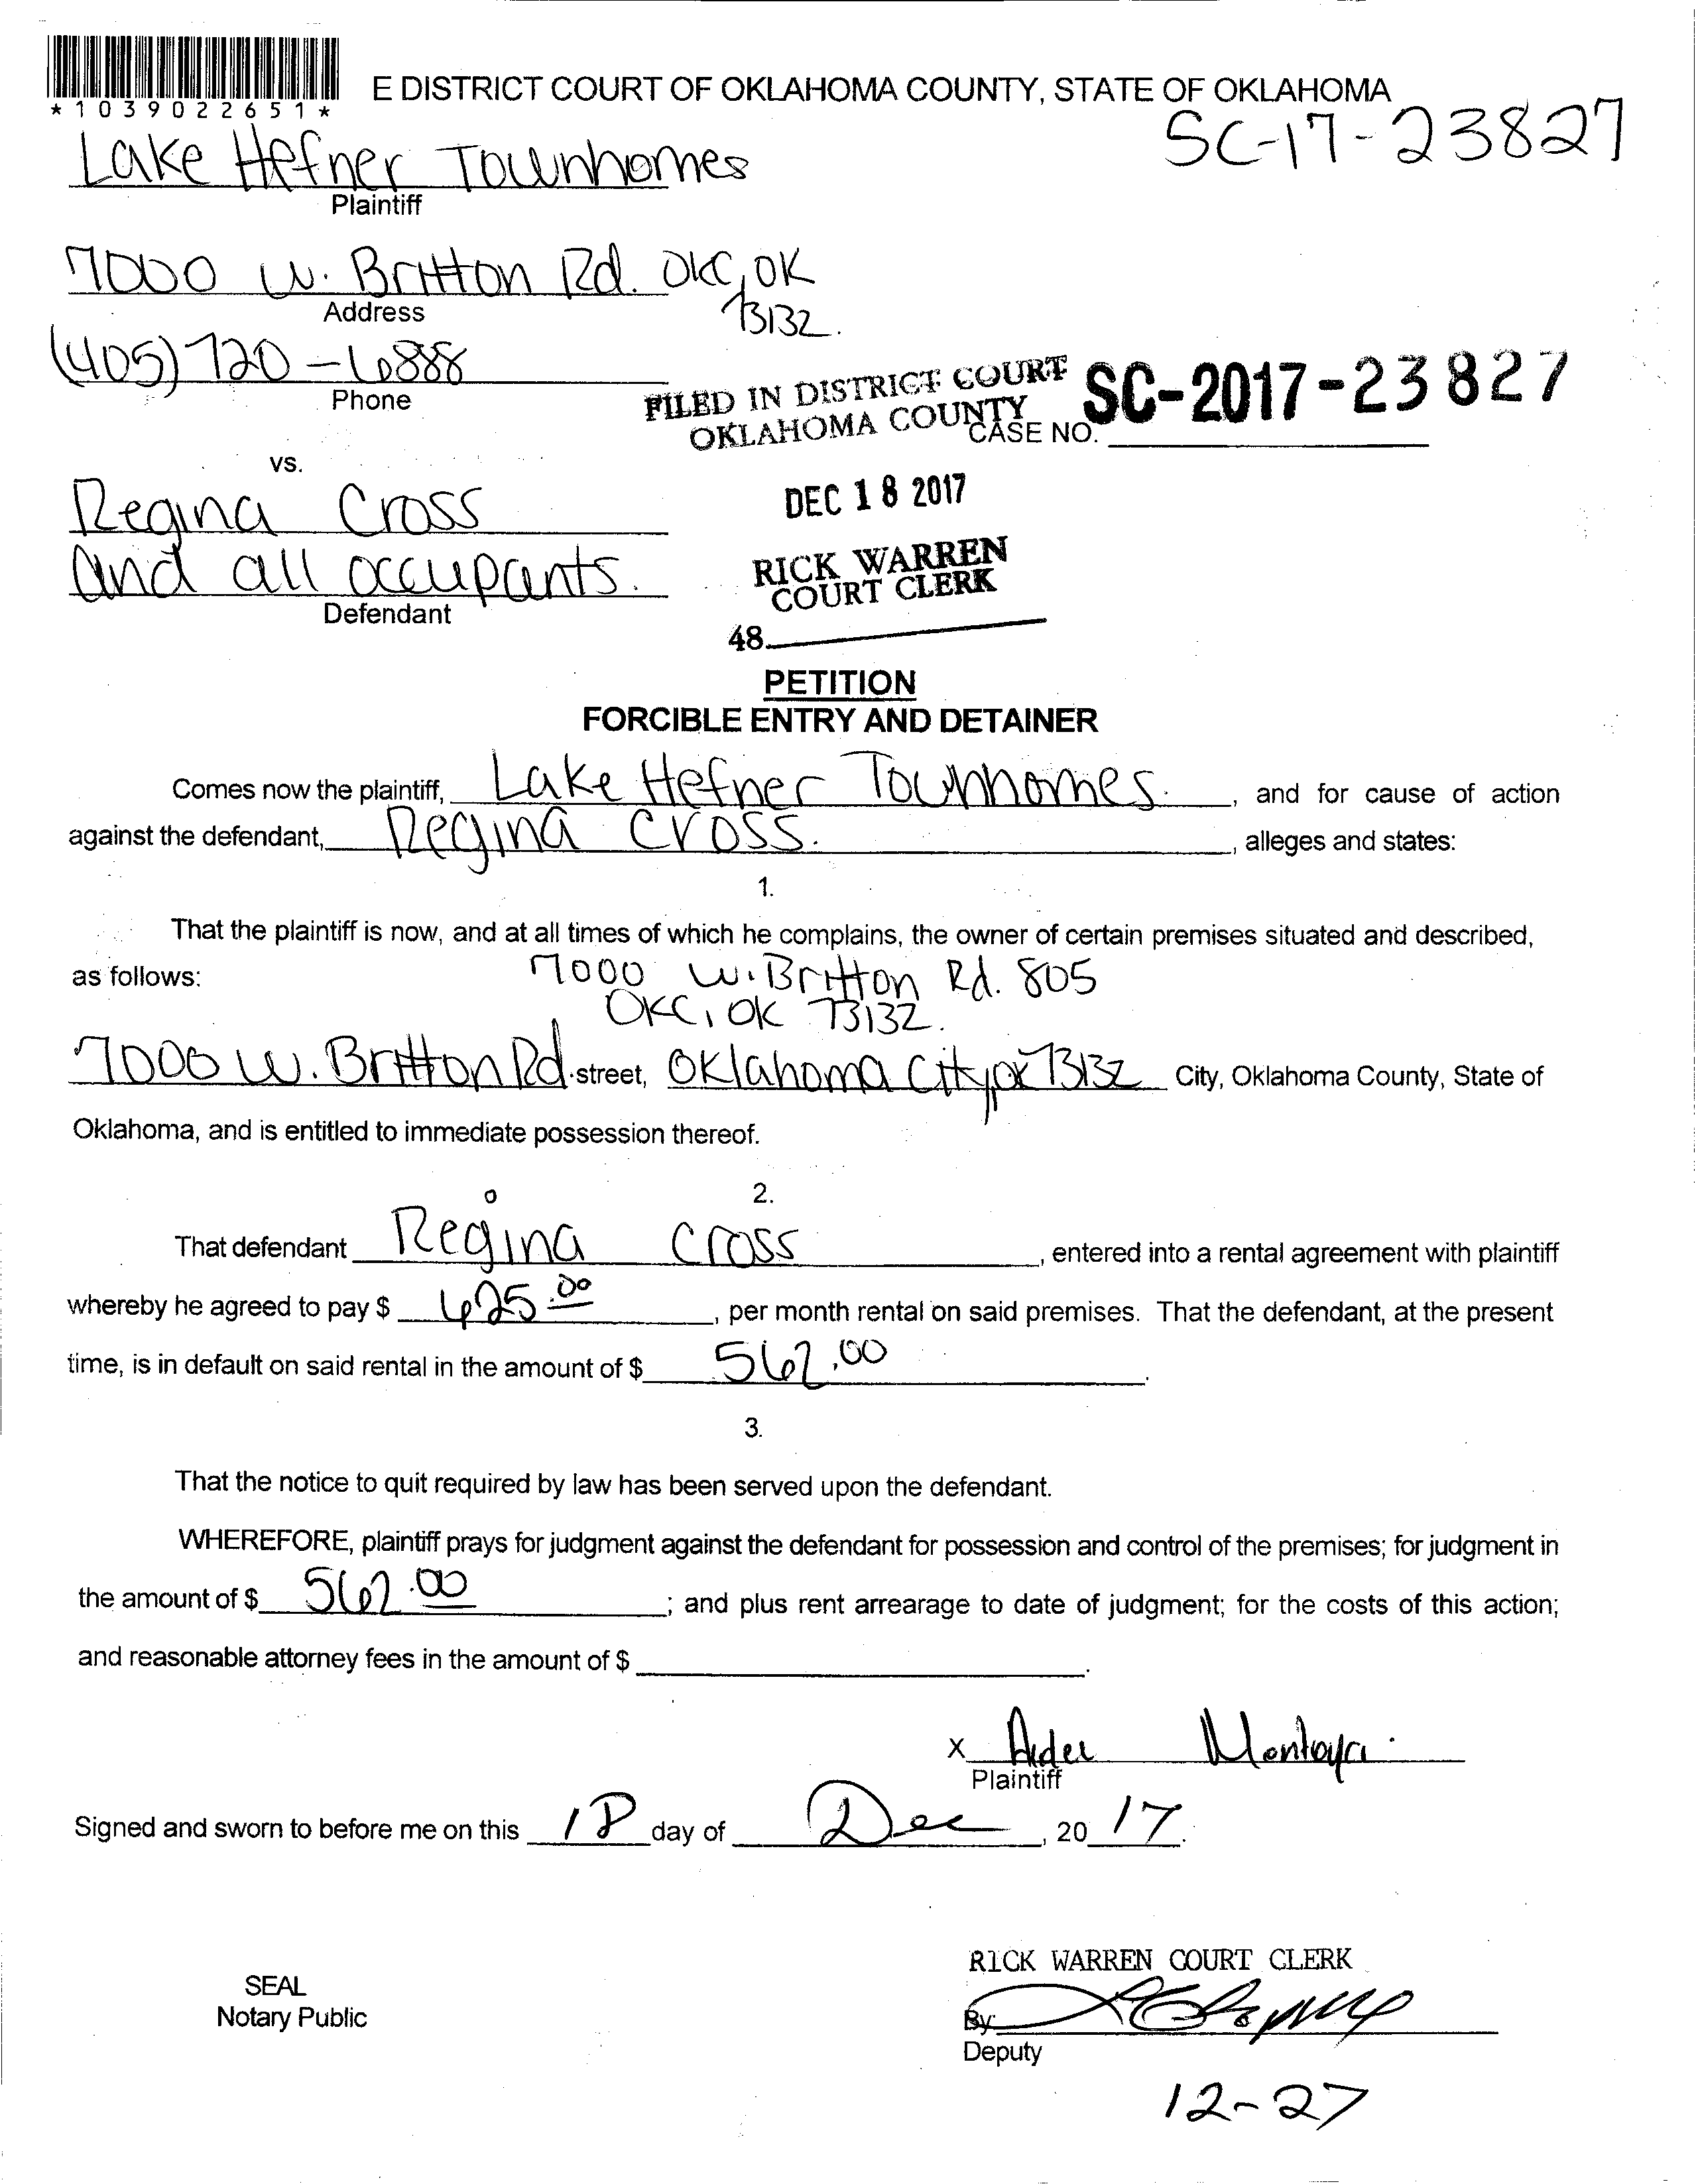 *1039022651*
E DISTRICT COURT OF OKLAHOMA COUNTY, STATE OF OKLAHOMA
SC-17-23827
Lake Hefner Townhomes
Plaintiff
7000 W. Britton Rd. OKC, OK
73132.
Address
(405) 720-6888
Phone
FILED IN DISTRICT COURT
OKLAHOMA COUNTY
CASE NO. SC-2017-23827
vs.
DEC 18 2017
Regina Cross
and all occupants.
Defendant
RICK WARREN
COURT CLERK
48
PETITION
FORCIBLE ENTRY AND DETAINER
Comes now the plaintiff, Lake Hefner Townhomes. , and for cause of action
against the defendant, Regina Cross. , alleges and states:
1.
That the plaintiff is now, and at all times of which he complains, the owner of certain premises situated and described,
as follows: 7000 W. Britton Rd. 805
OKC, OK 73132.
7000 W. Britton Rd. street, Oklahoma City, OK 73132 City, Oklahoma County, State of
Oklahoma, and is entitled to immediate possession thereof.
2.
That defendant Regina Cross , entered into a rental agreement with plaintiff
whereby he agreed to pay $ 625.00 , per month rental on said premises. That the defendant, at the present
time, is in default on said rental in the amount of $ 562.00 .
3.
That the notice to quit required by law has been served upon the defendant.
WHEREFORE, plaintiff prays for judgment against the defendant for possession and control of the premises; for judgment in
the amount of $ 562.00 ; and plus rent arrearage to date of judgment; for the costs of this action;
and reasonable attorney fees in the amount of $ .
X Montoya.
Plaintiff
Signed and sworn to before me on this 18 day of Dec , 20 17.
RICK WARREN COURT CLERK
SEAL
Notary Public
By:
Deputy
12-27